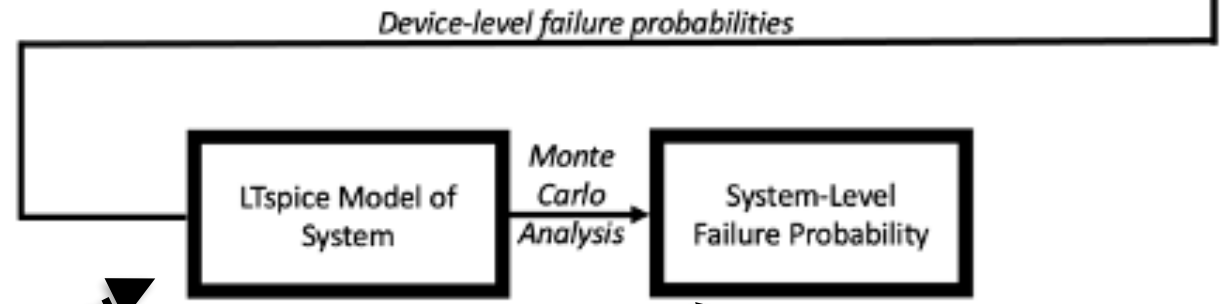 Device-level failure probabilities
LTspice Model of
System
Monte
Carlo
Analysis
System-Level
Failure Probability